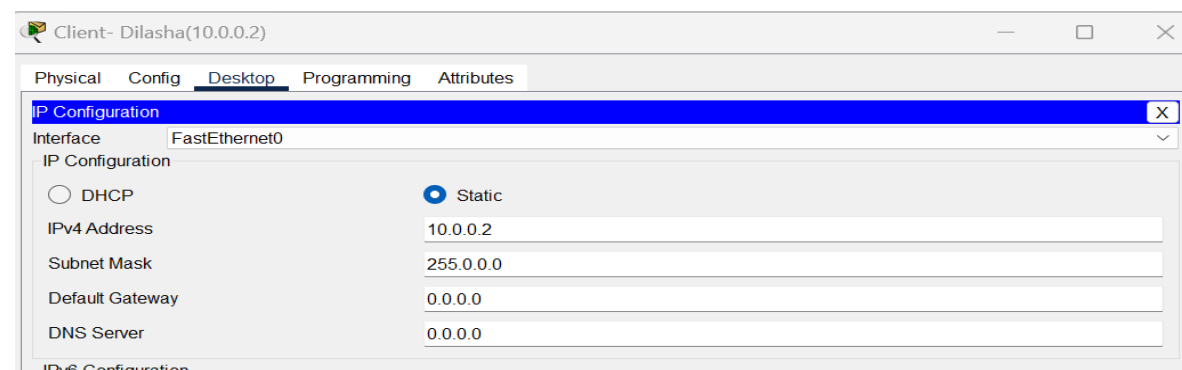 Client- Dilasha(10.0.0.2)
Physical Config Desktop Programming Attributes
IP Configuration X
Interface FastEthernet0
IP Configuration
DHCP Static
IPv4 Address 10.0.0.2
Subnet Mask 255.0.0.0
Default Gateway 0.0.0.0
DNS Server 0.0.0.0
IPv6 Configuration